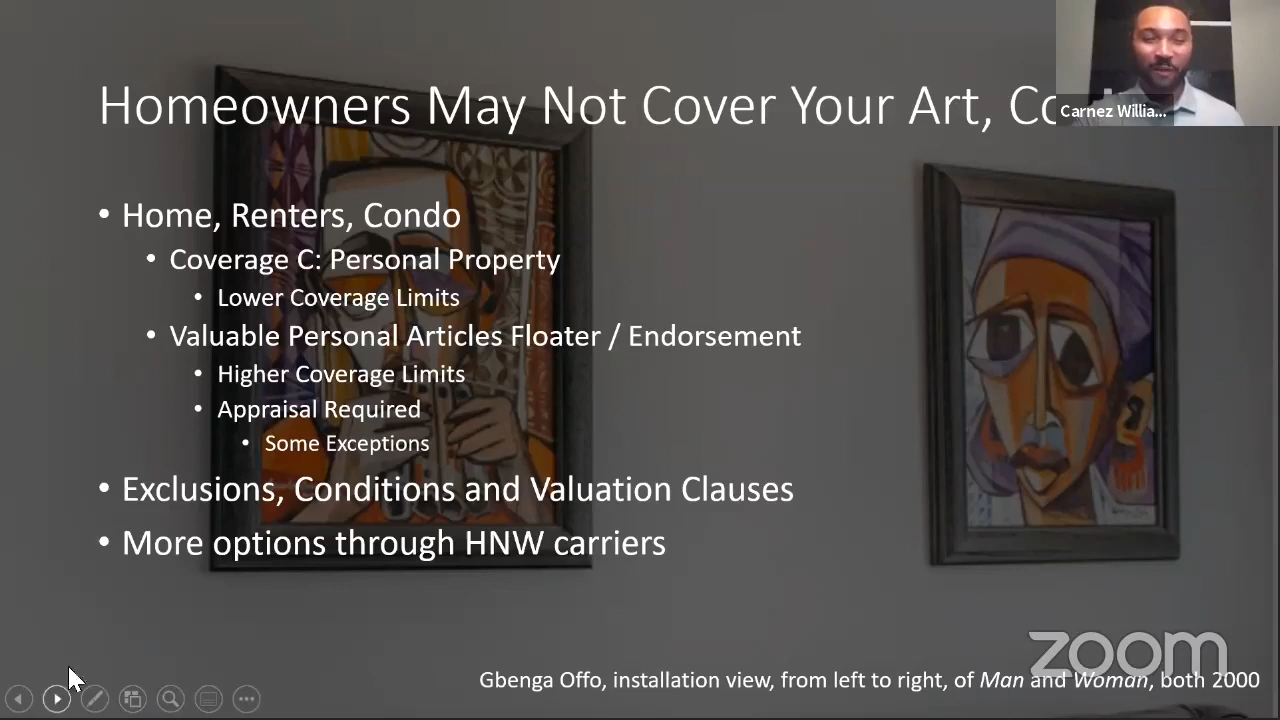 Homeowners May Not Cover Your Art, Co
Carnez Willia...
• Home, Renters, Condo
• Coverage C: Personal Property
• Lower Coverage Limits
• Valuable Personal Articles Floater / Endorsement
• Higher Coverage Limits
• Appraisal Required
• Some Exceptions
• Exclusions, Conditions and Valuation Clauses
• More options through HNW carriers
zoom
Gbenga Offo, installation view, from left to right, of Man and Woman, both 2000